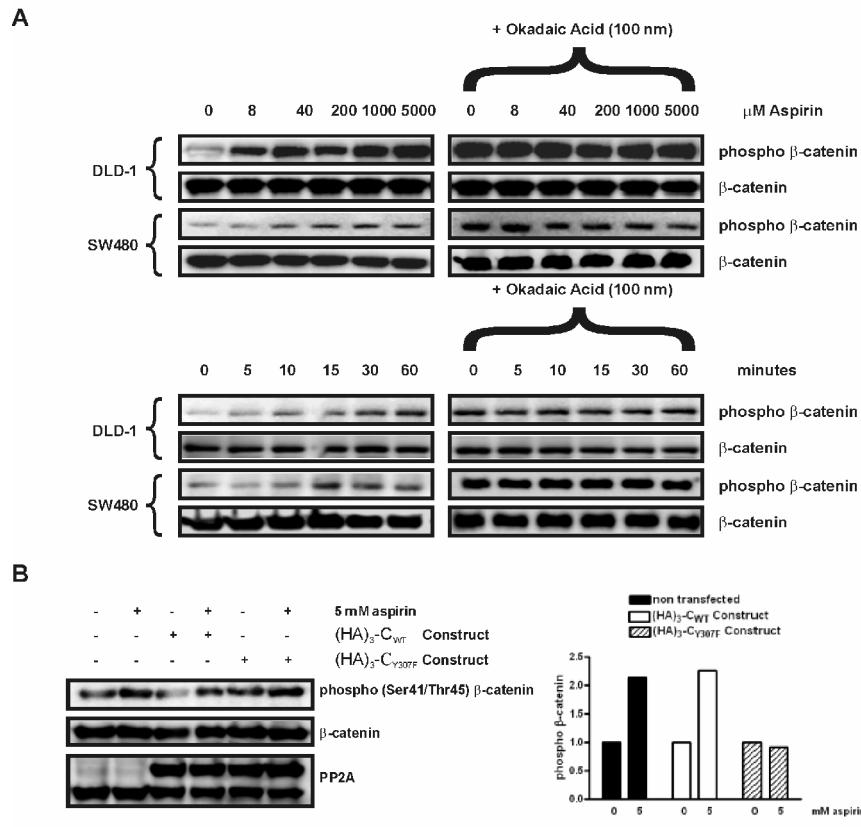 A
+ Okadaic Acid (100 nm)
0 8 40 200 1000 5000 0 8 40 200 1000 5000 μM Aspirin
DLD-1
phospho β-catenin
β-catenin
SW480
phospho β-catenin
β-catenin
+ Okadaic Acid (100 nm)
0 5 10 15 30 60 0 5 10 15 30 60 minutes
DLD-1
phospho β-catenin
β-catenin
SW480
phospho β-catenin
β-catenin
B
- + - + - + 5 mM aspirin
- - + + - - (HA)3-CWT Construct
- - - - + + (HA)3-CY307F Construct
phospho (Ser41/Thr45) β-catenin
β-catenin
PP2A
non transfected
(HA)3-CWT Construct
(HA)3-CY307F Construct
phospho β-catenin
2.5
2.0
1.5
1.0
0.5
0.0
0 5 0 5 0 5 mM aspirin